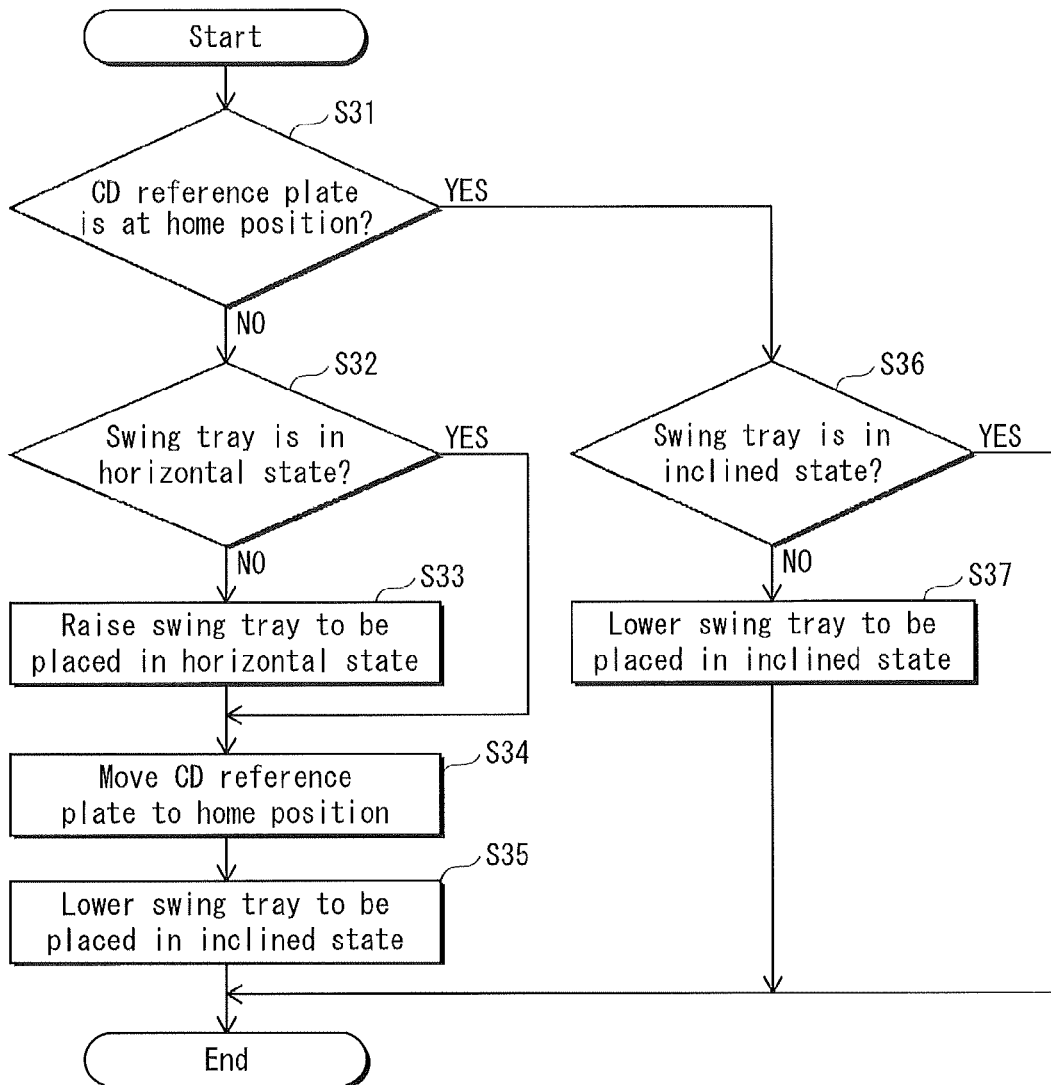 Start
S31
CD reference plate
is at home position?
YES
NO
S32
Swing tray is in
horizontal state?
YES
NO
S36
Swing tray is in
inclined state?
YES
NO
S33
Raise swing tray to be
placed in horizontal state
S37
Lower swing tray to be
placed in inclined state
S34
Move CD reference
plate to home position
S35
Lower swing tray to be
placed in inclined state
End